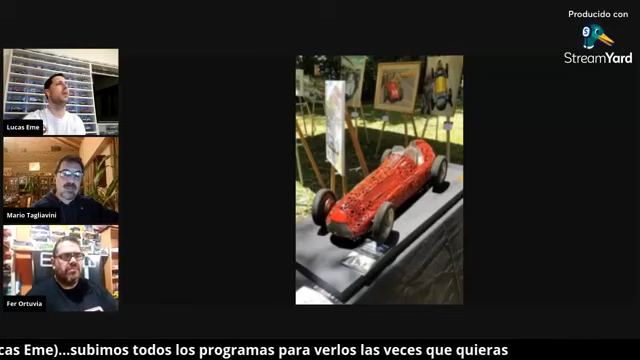 Producido con
StreamYard
Lucas Eme
Mario Tagliavini
Fer Ortuvia
cas Eme)...subimos todos los programas para verlos las veces que quieras